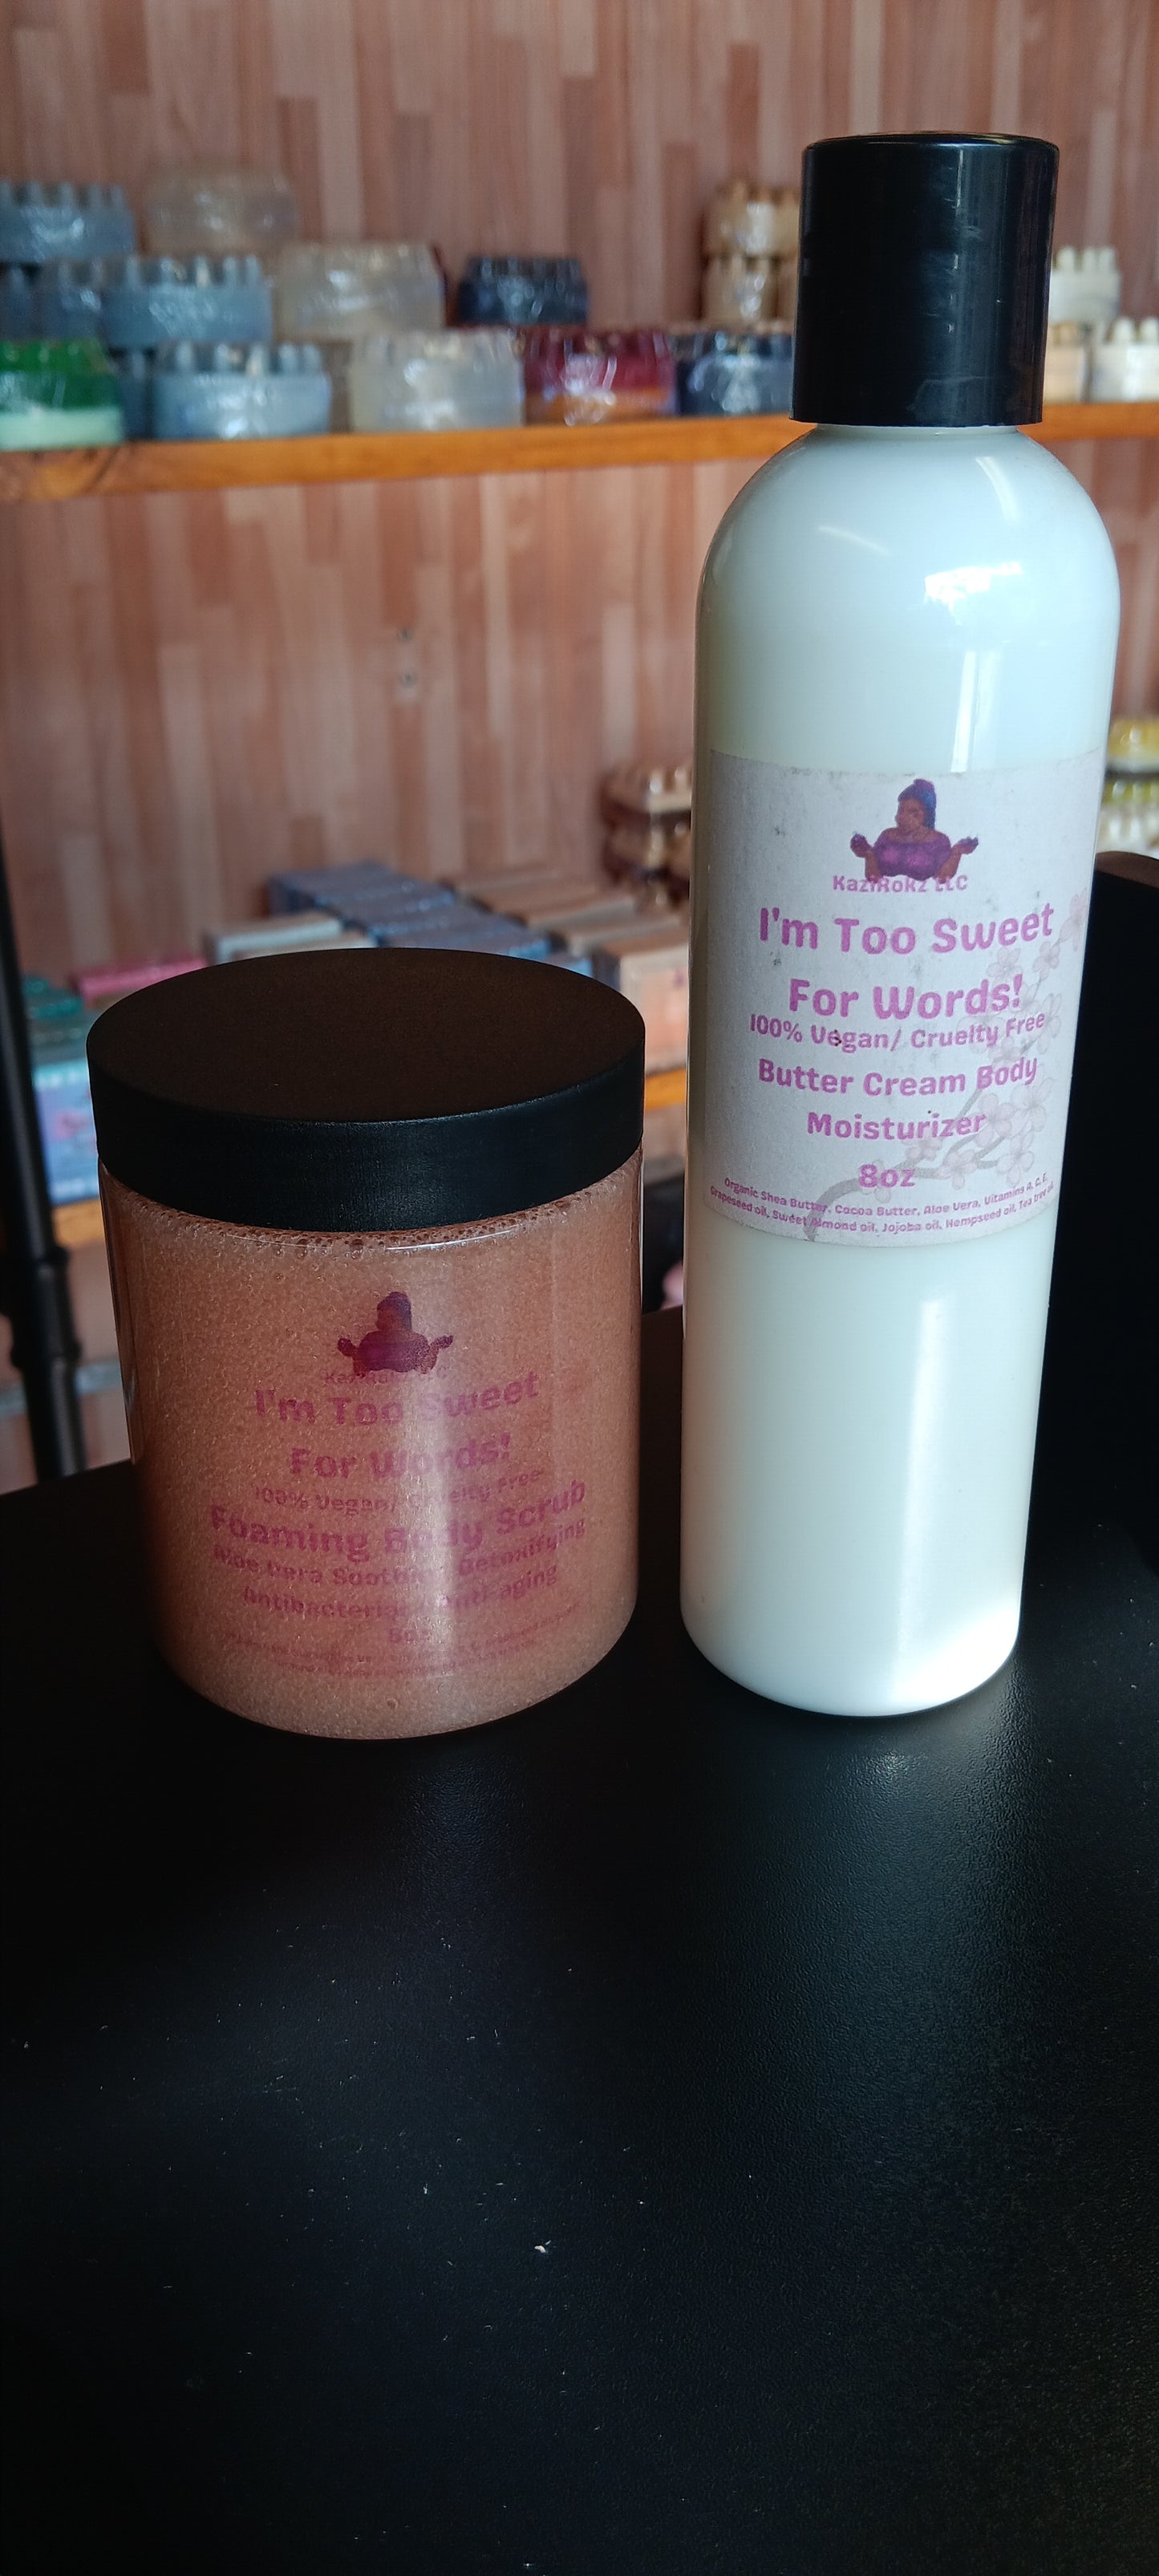 KaziRokz LLC
I'm Too Sweet
For Words!
100% Vegan/ Cruelty Free
Butter Cream Body
Moisturizer
8oz
Organic Shea Butter, Cocoa Butter, Aloe Vera, Vitamins A, C, E,
Grapeseed oil, Sweet Almond oil, Jojoba oil, Hempseed oil, Tea tree oil
I'm Too Sweet
For Words!
100% Vegan/ Cruelty Free
Foaming Body Scrub
Aloe Vera Detoxifying
Antibacterial/ Anti-aging